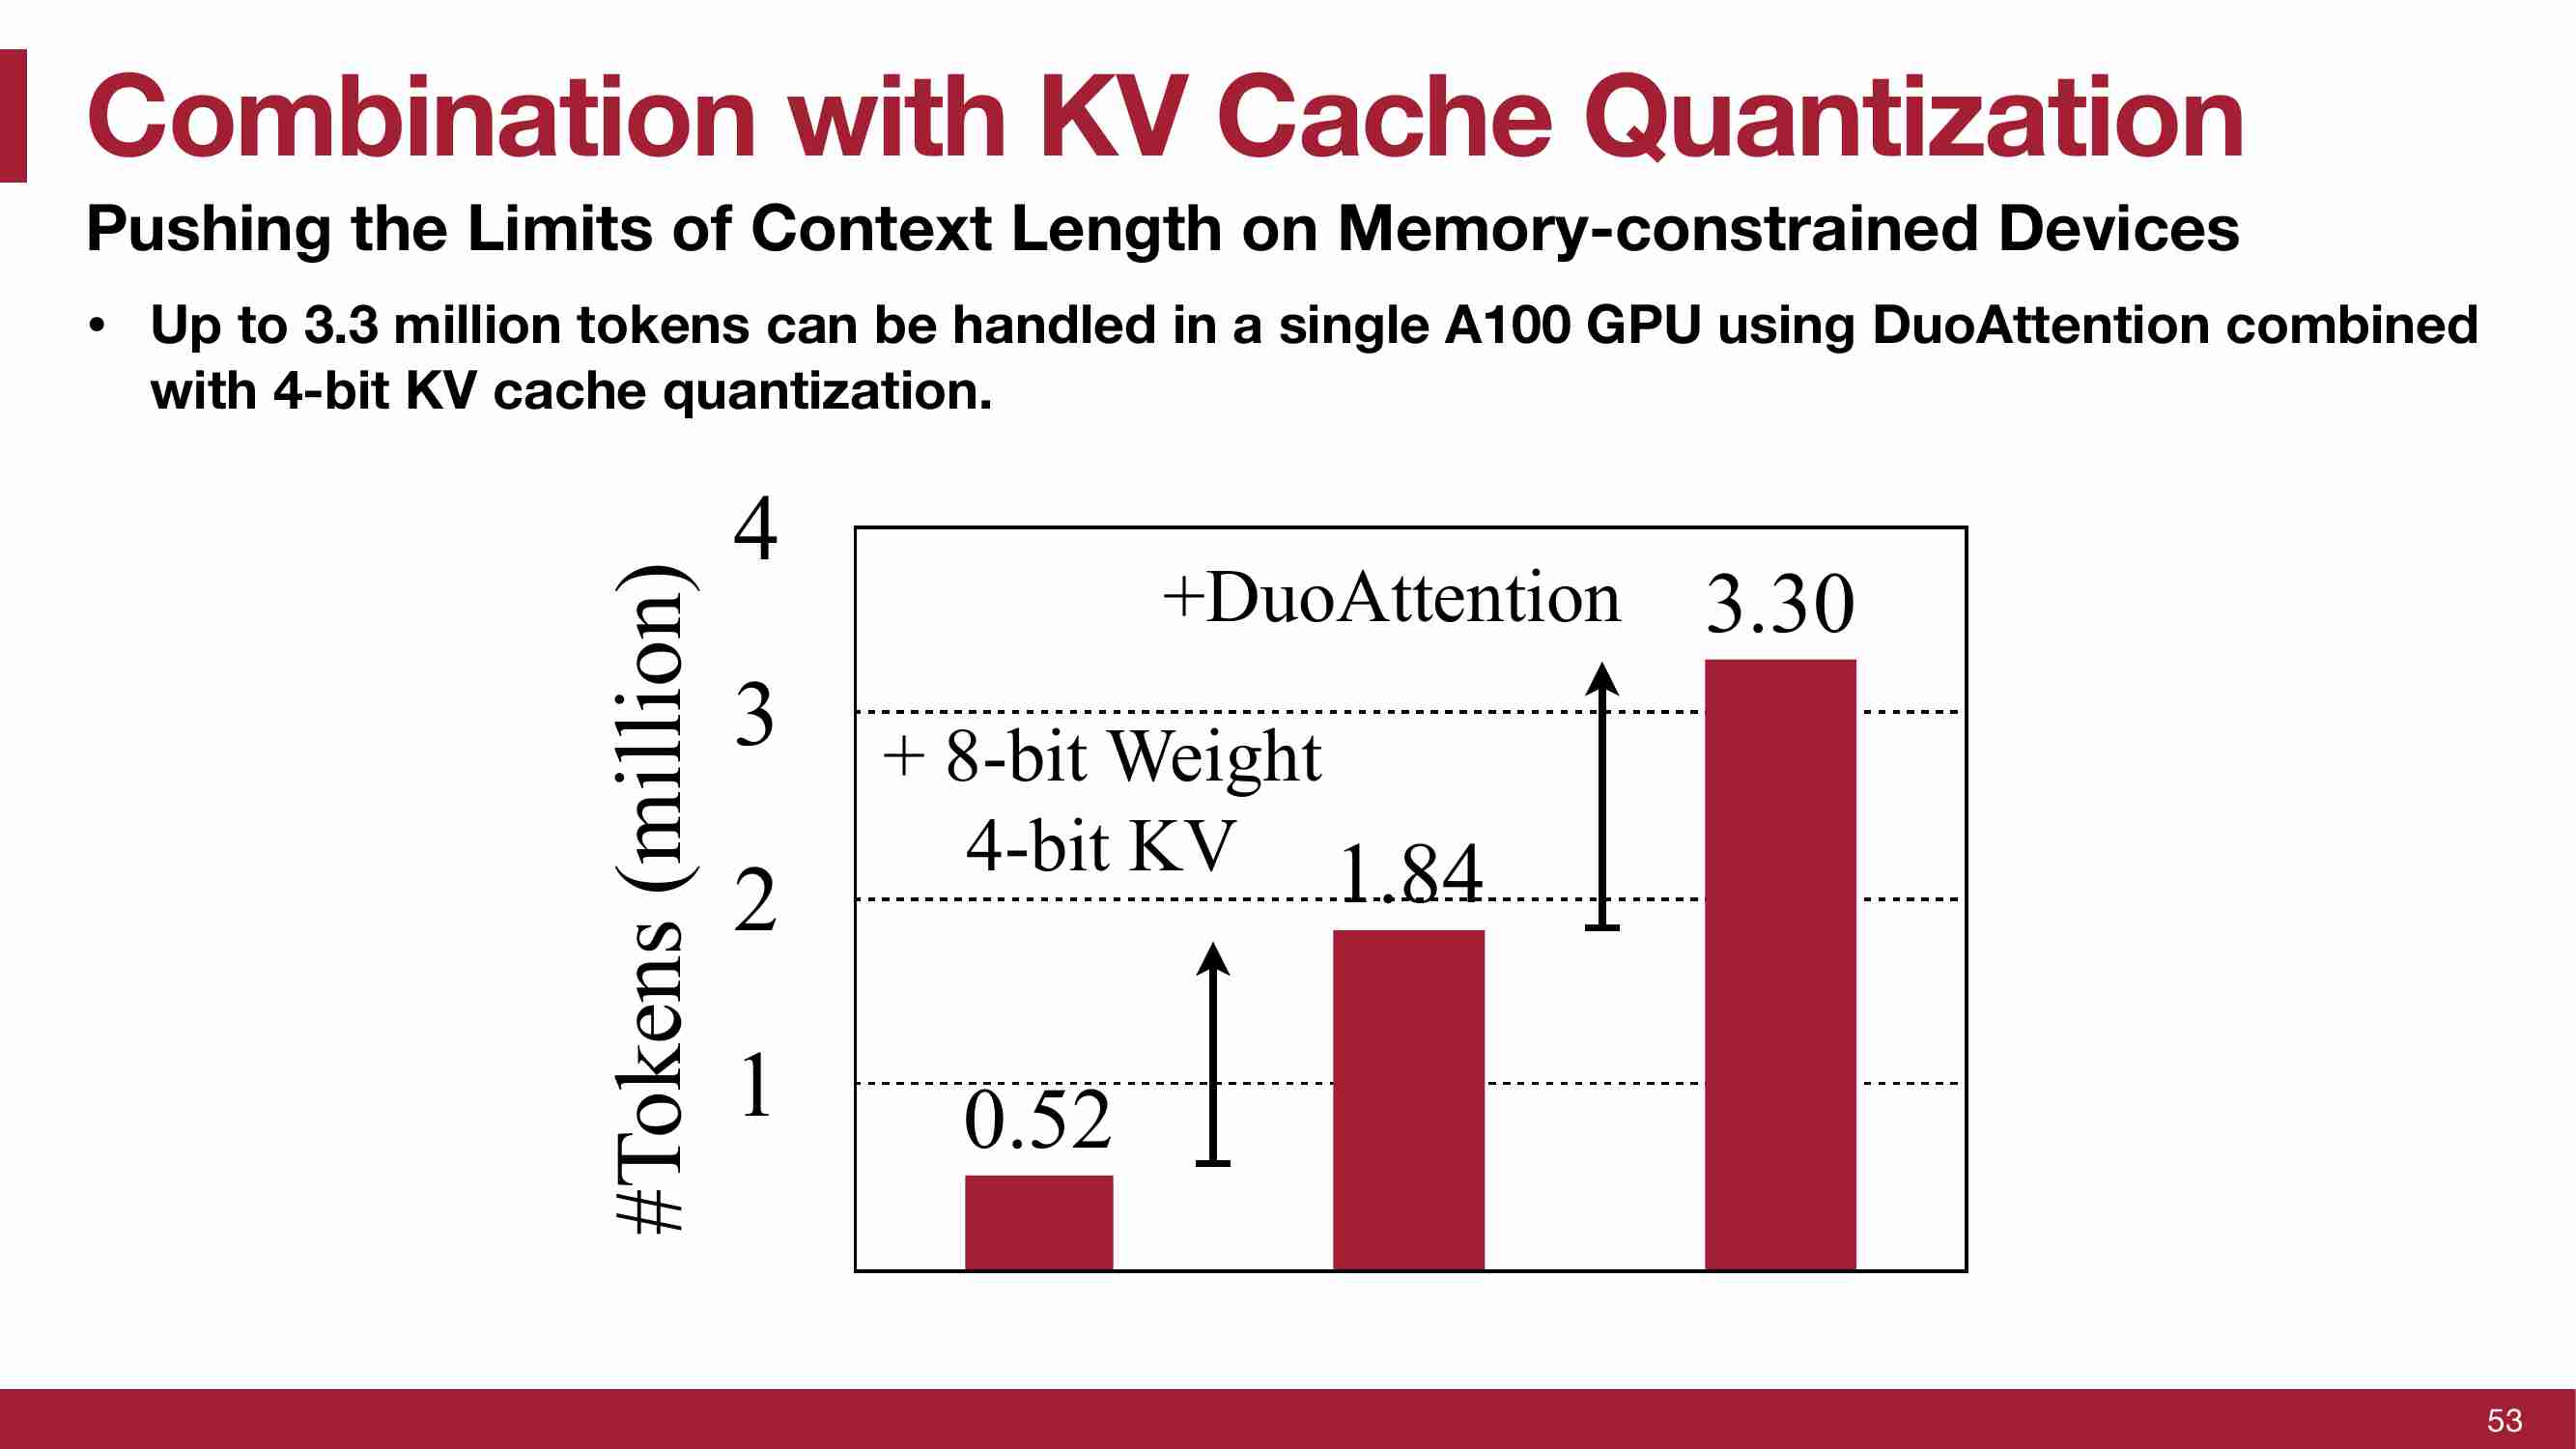 Combination with KV Cache Quantization
Pushing the Limits of Context Length on Memory-constrained Devices
• Up to 3.3 million tokens can be handled in a single A100 GPU using DuoAttention combined
with 4-bit KV cache quantization.
#Tokens (million)
4
3
2
1
+DuoAttention
3.30
+ 8-bit Weight
4-bit KV
1.84
0.52
53